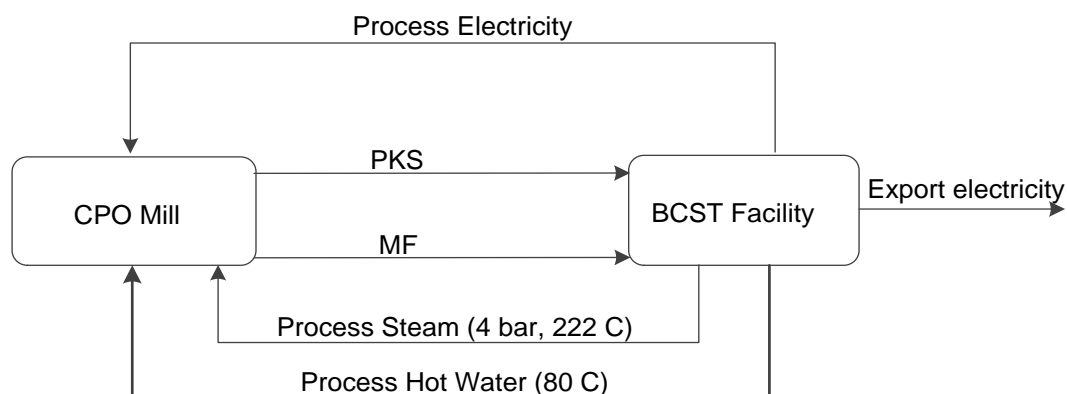 Process Electricity
PKS
CPO Mill
BCST Facility
Export electricity
MF
Process Steam (4 bar, 222 C)
Process Hot Water (80 C)